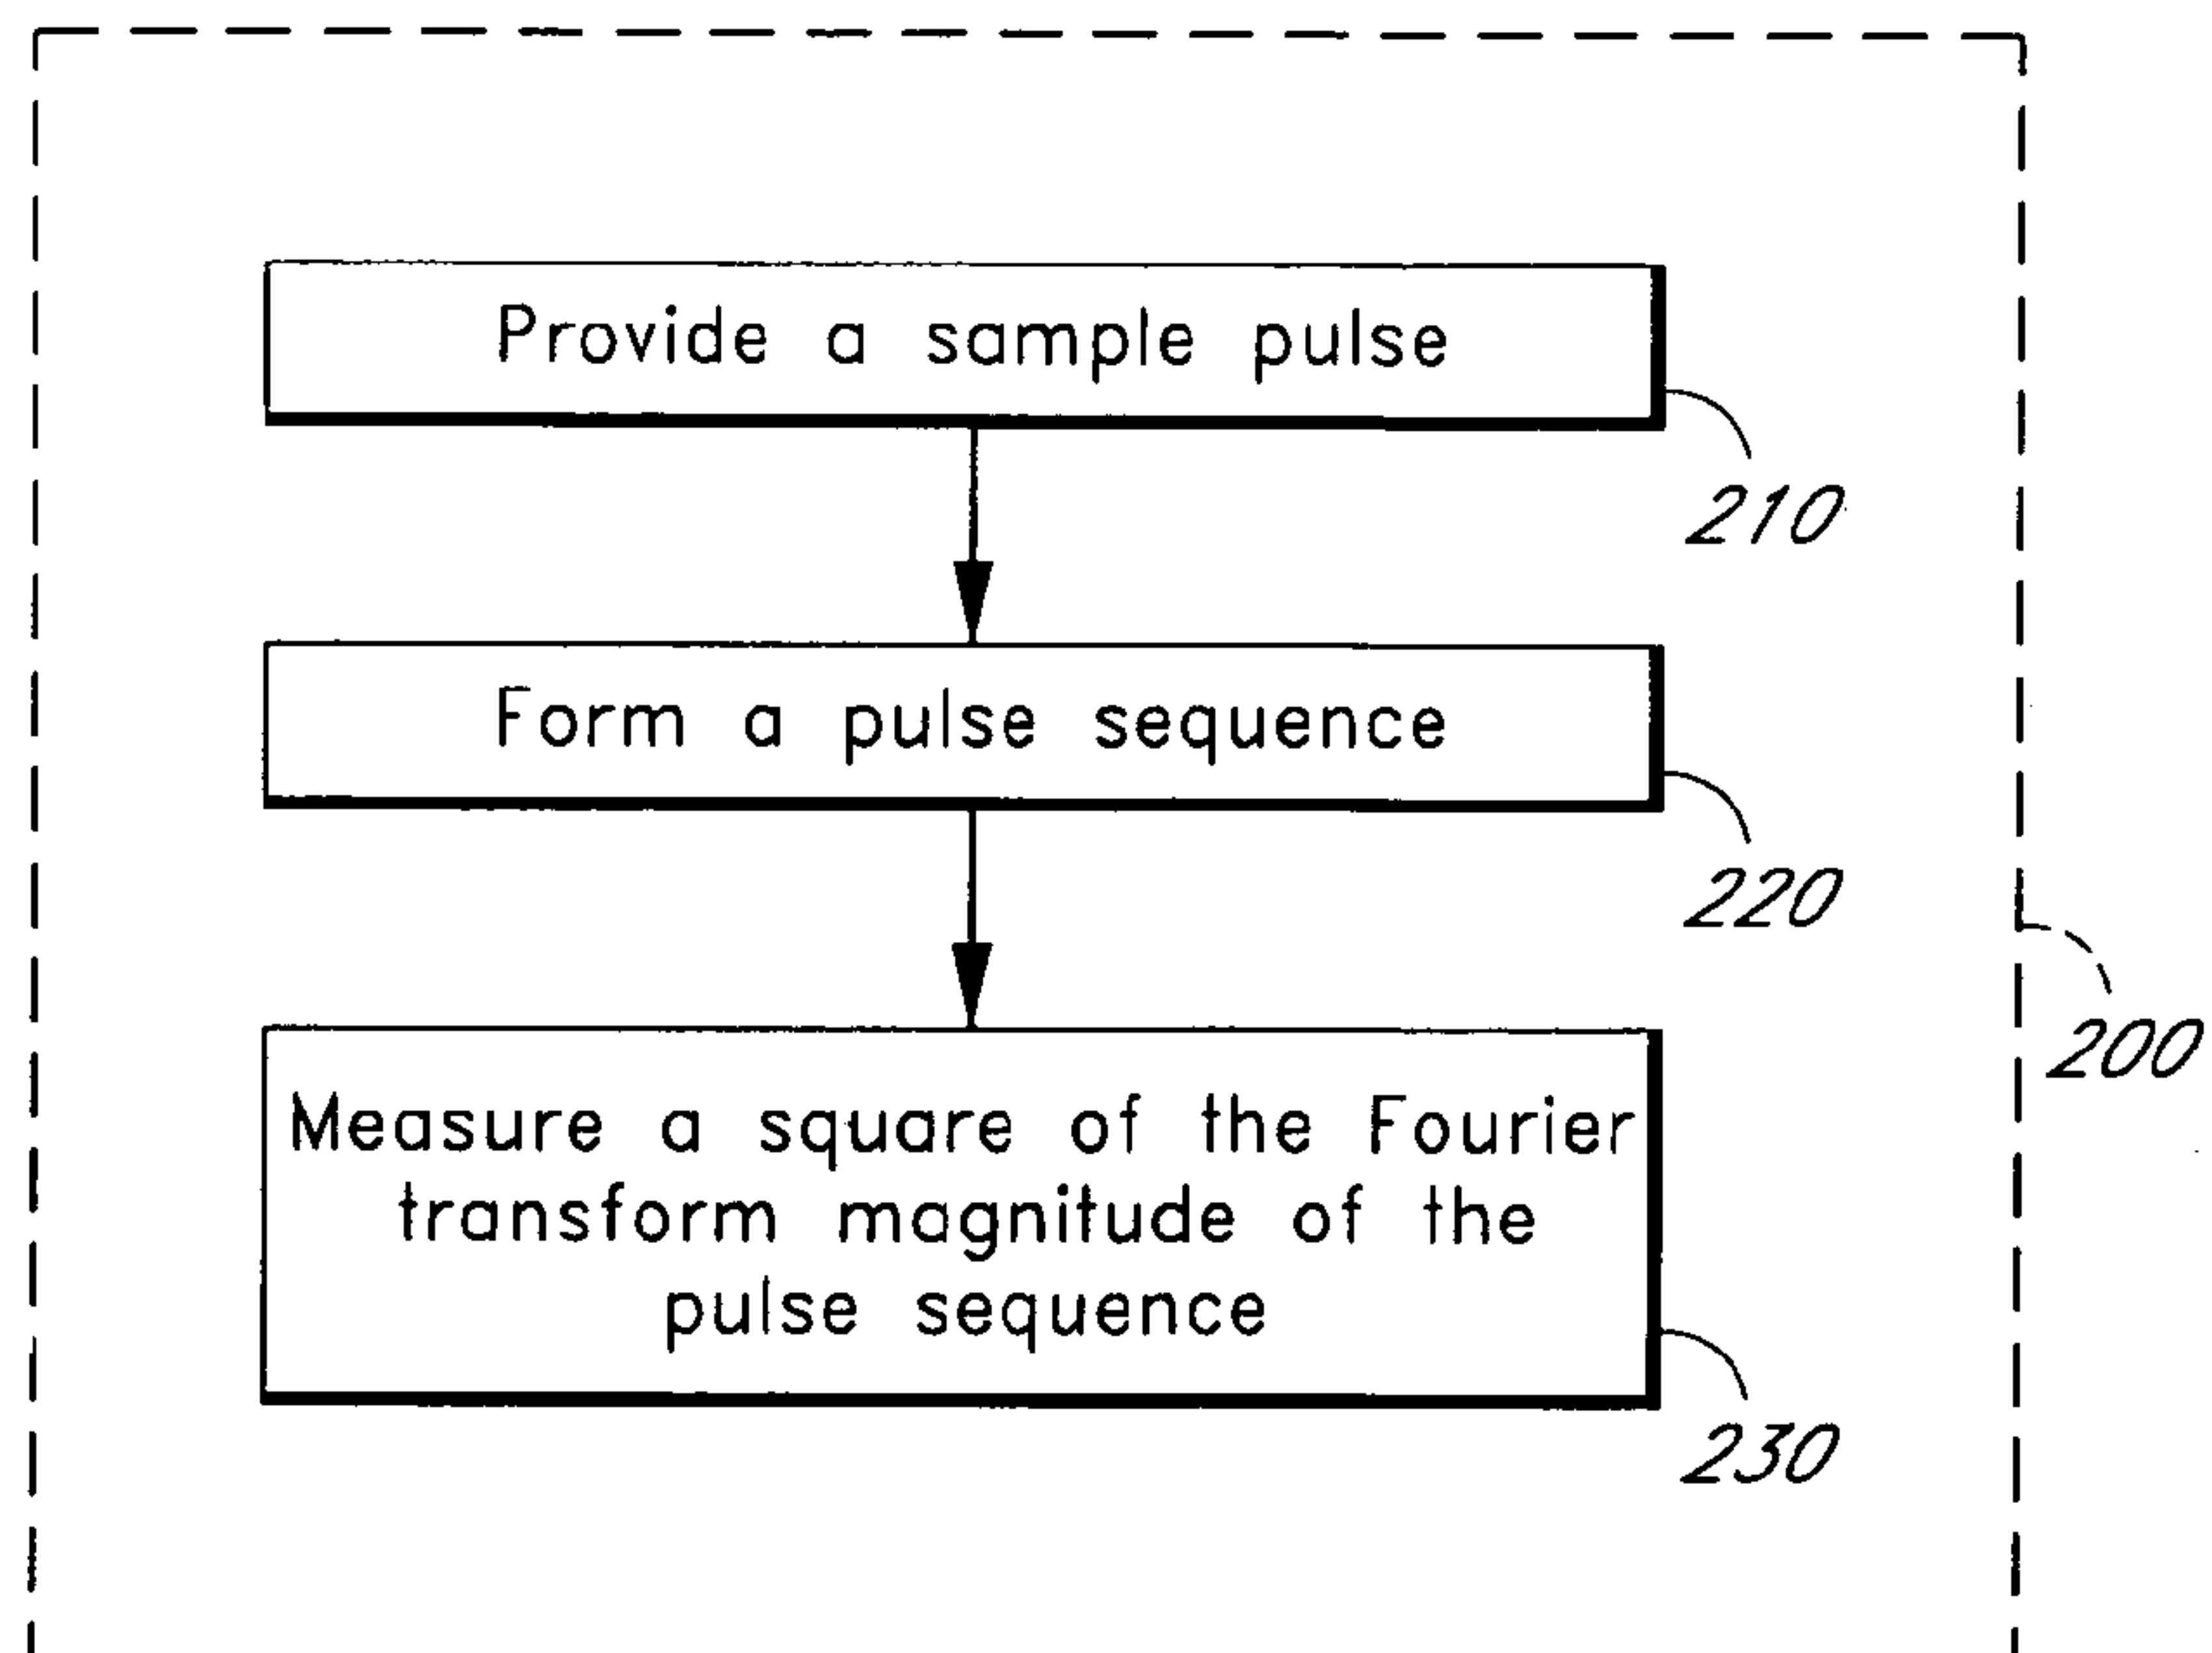 Provide a sample pulse
210
Form a pulse sequence
220
200
Measure a square of the Fourier
transform magnitude of the
pulse sequence
230